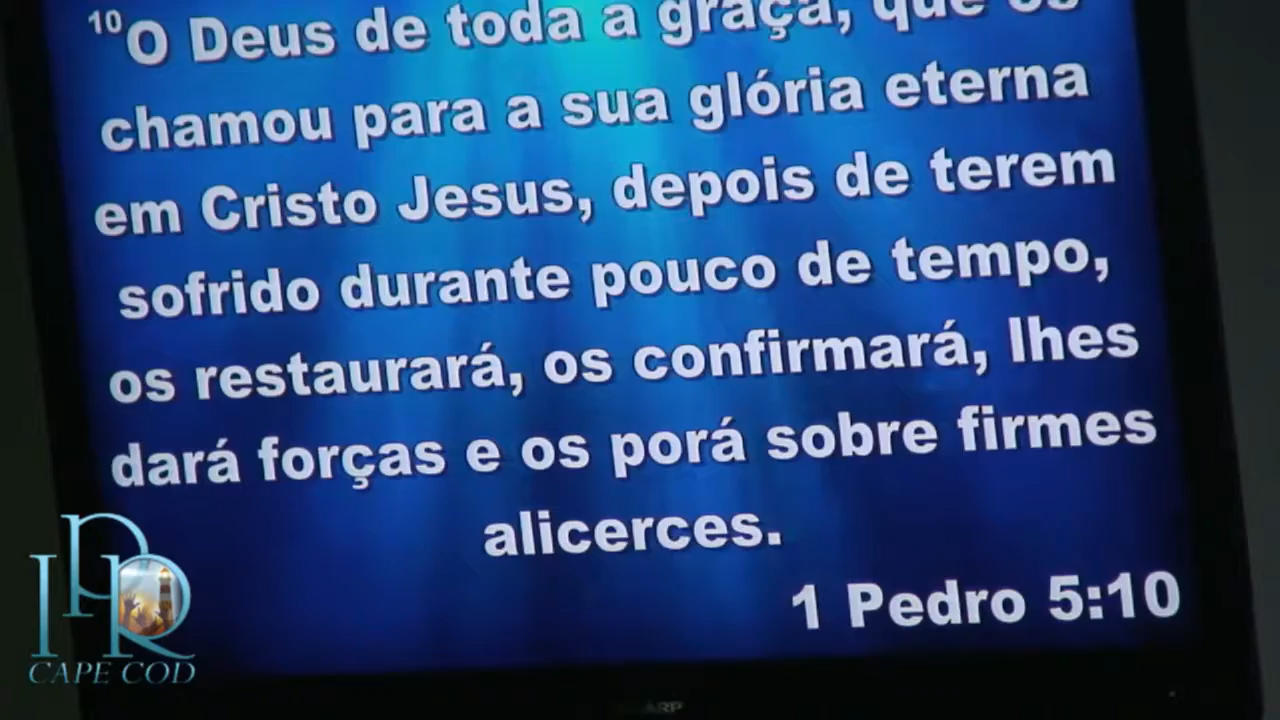 ¹⁰O Deus de toda a graça, que os
chamou para a sua glória eterna
em Cristo Jesus, depois de terem
sofrido durante pouco de tempo,
os restaurará, os confirmará, lhes
dará forças e os porá sobre firmes
alicerces.
1 Pedro 5:10
IPR
CAPE COD